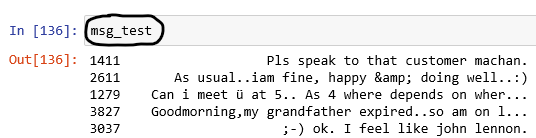 In [136]: msg_test
Out[136]: 1411 Pls speak to that customer machan.
2611 As usual..iam fine, happy &amp; doing well..:)
1279 Can i meet ü at 5.. As 4 where depends on wher...
3827 Goodmorning,my grandfather expired..so am on l...
3037 ;-) ok. I feel like john lennon.